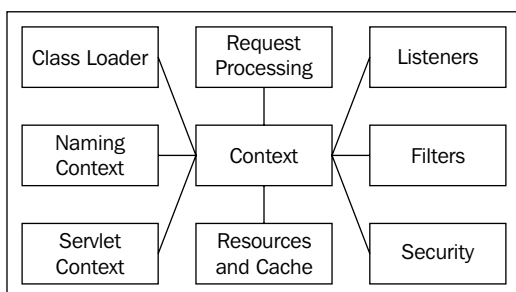 Class Loader
Request
Processing
Listeners
Naming
Context
Context
Filters
Servlet
Context
Resources
and Cache
Security